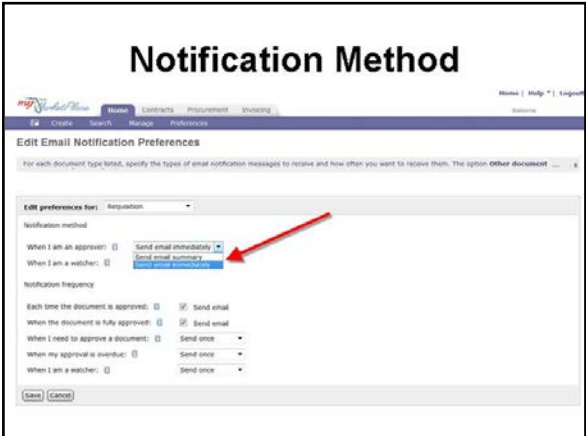 Notification Method
Home | Help | Logout
my MarketPlace Home Contracts Procurement Invoicing Welcome
Create Search Manage Preferences
Edit Email Notification Preferences
For each document type listed, specify the types of email notification messages to receive and how often you want to receive them. The option Other document ...
Edit preferences for: Requisition
Notification method
When I am an approver: Send email immediately
Send email summary
When I am a watcher: Send email immediately
Notification frequency
Each time the document is approved: Send email
When the document is fully approved: Send email
When I need to approve a document: Send once
When my approval is overdue: Send once
When I am a watcher: Send once
Save Cancel